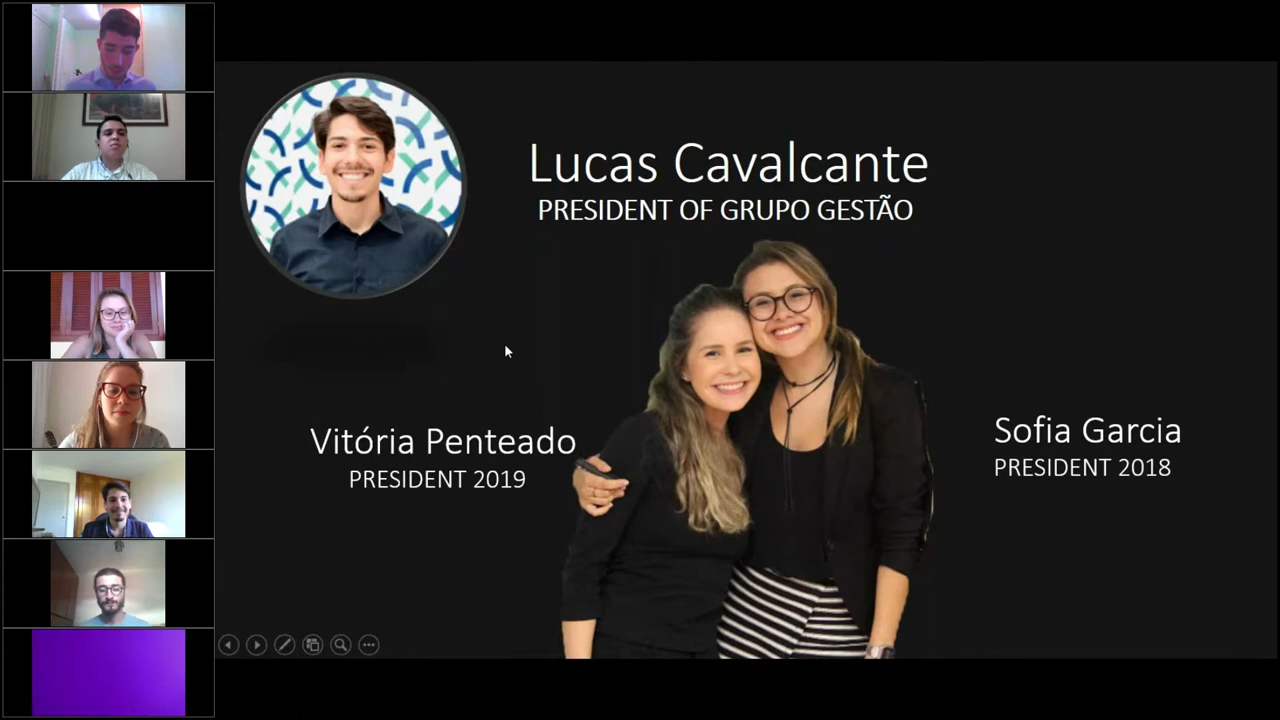 Lucas Cavalcante
PRESIDENT OF GRUPO GESTÃO
Vitória Penteado
PRESIDENT 2019
Sofia Garcia
PRESIDENT 2018